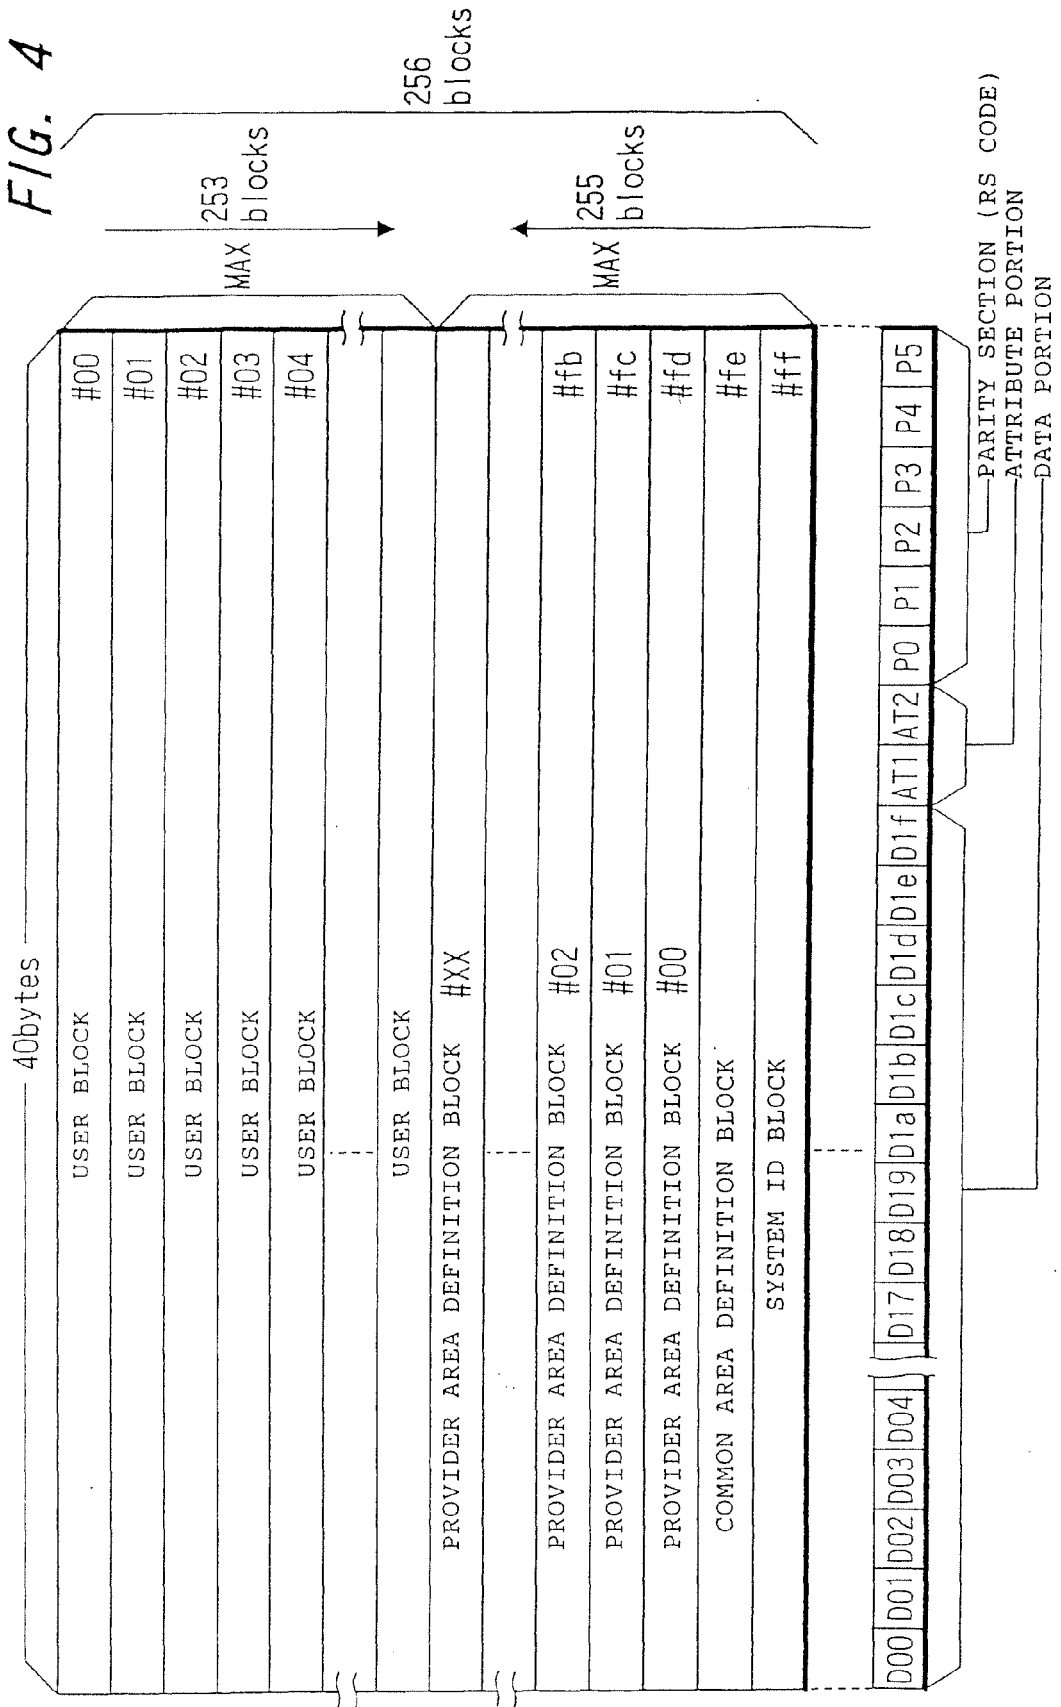 FIG. 4
40bytes
USER BLOCK #00
USER BLOCK #01
USER BLOCK #02
USER BLOCK #03
USER BLOCK #04
USER BLOCK
PROVIDER AREA DEFINITION BLOCK #XX
PROVIDER AREA DEFINITION BLOCK #02 #fb
PROVIDER AREA DEFINITION BLOCK #01 #fc
PROVIDER AREA DEFINITION BLOCK #00 #fd
COMMON AREA DEFINITION BLOCK #fe
SYSTEM ID BLOCK #ff
MAX 253 blocks
MAX 255 blocks
256 blocks
D00 D01 D02 D03 D04 D17 D18 D19 D1a D1b D1c D1d D1e D1f AT1 AT2 P0 P1 P2 P3 P4 P5
PARITY SECTION (RS CODE)
ATTRIBUTE PORTION
DATA PORTION